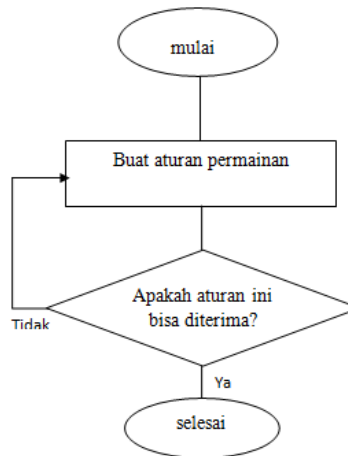 mulai
Buat aturan permainan
Apakah aturan ini
bisa diterima?
Tidak
Ya
selesai